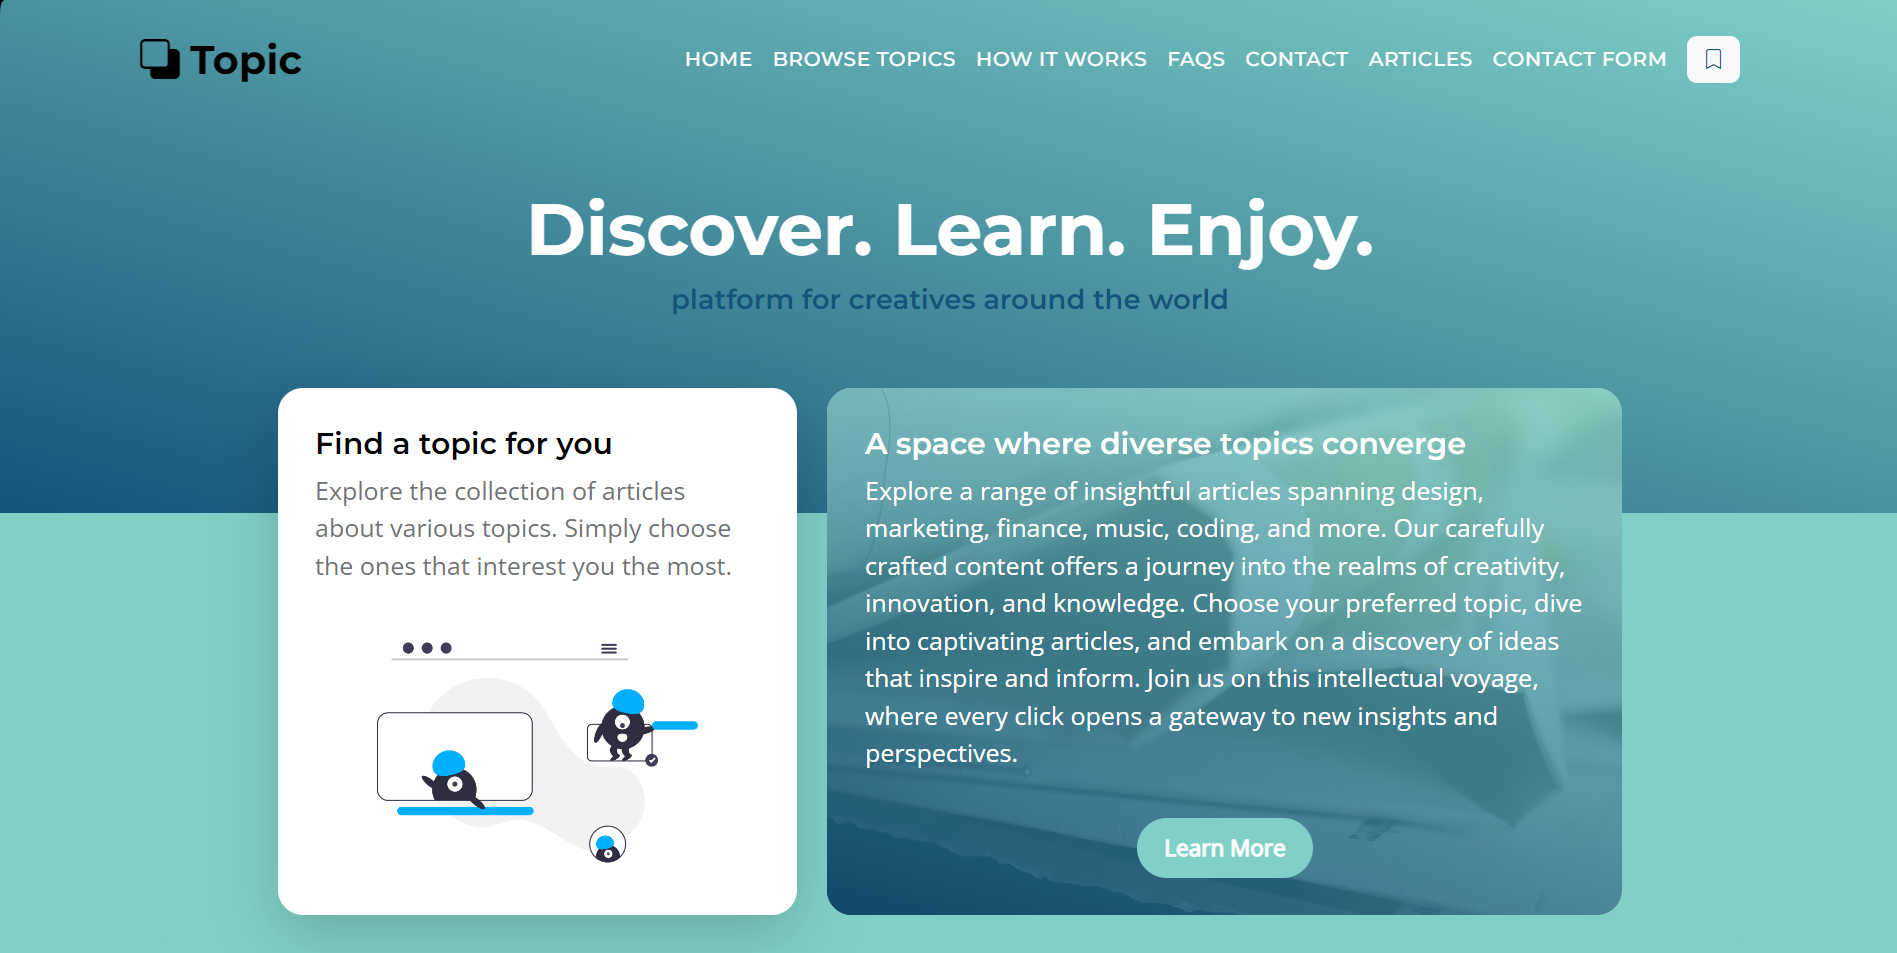 Topic
HOME BROWSE TOPICS HOW IT WORKS FAQS CONTACT ARTICLES CONTACT FORM
Discover. Learn. Enjoy.
platform for creatives around the world
Find a topic for you
Explore the collection of articles
about various topics. Simply choose
the ones that interest you the most.
A space where diverse topics converge
Explore a range of insightful articles spanning design,
marketing, finance, music, coding, and more. Our carefully
crafted content offers a journey into the realms of creativity,
innovation, and knowledge. Choose your preferred topic, dive
into captivating articles, and embark on a discovery of ideas
that inspire and inform. Join us on this intellectual voyage,
where every click opens a gateway to new insights and
perspectives.
Learn More